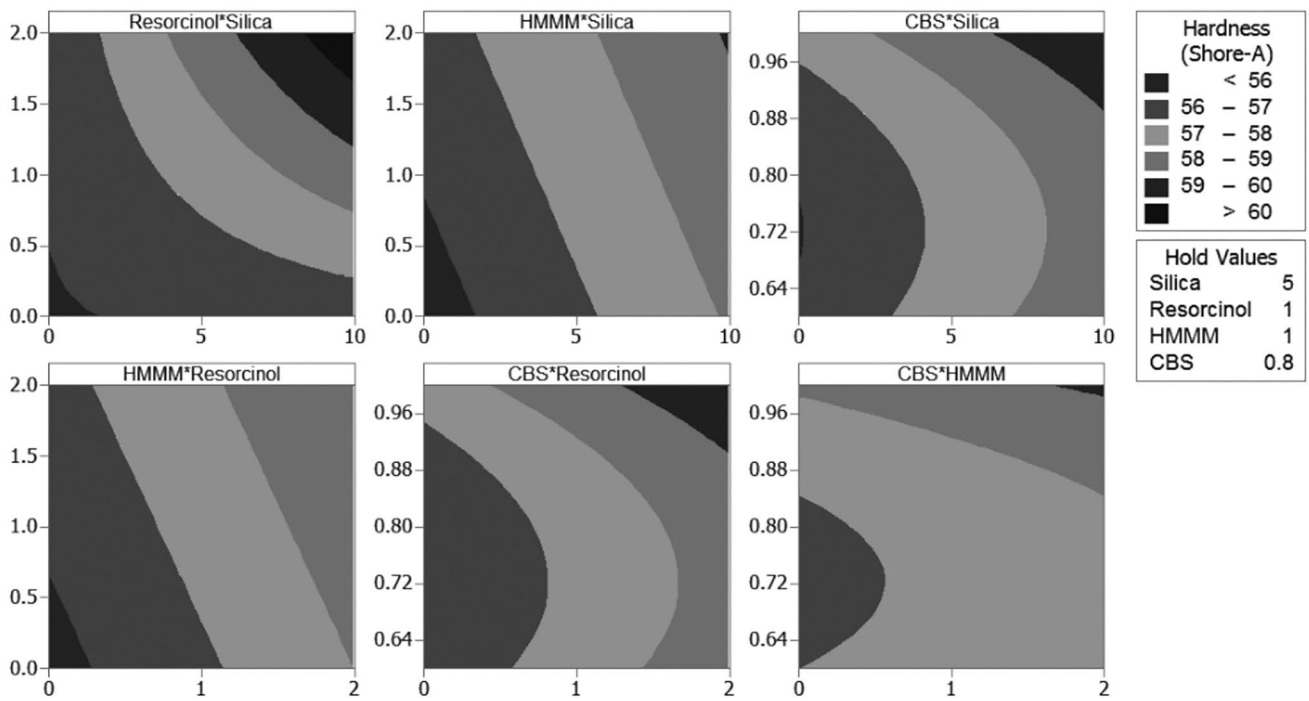 Resorcinol*Silica
2.0
1.5
1.0
0.5
0.0
0 5 10
HMMM*Silica
2.0
1.5
1.0
0.5
0.0
0 5 10
CBS*Silica
0.96
0.88
0.80
0.72
0.64
0 5 10
HMMM*Resorcinol
2.0
1.5
1.0
0.5
0.0
0 1 2
CBS*Resorcinol
0.96
0.88
0.80
0.72
0.64
0 1 2
CBS*HMMM
0.96
0.88
0.80
0.72
0.64
0 1 2
Hardness
(Shore-A)
< 56
56 – 57
57 – 58
58 – 59
59 – 60
> 60
Hold Values
Silica 5
Resorcinol 1
HMMM 1
CBS 0.8